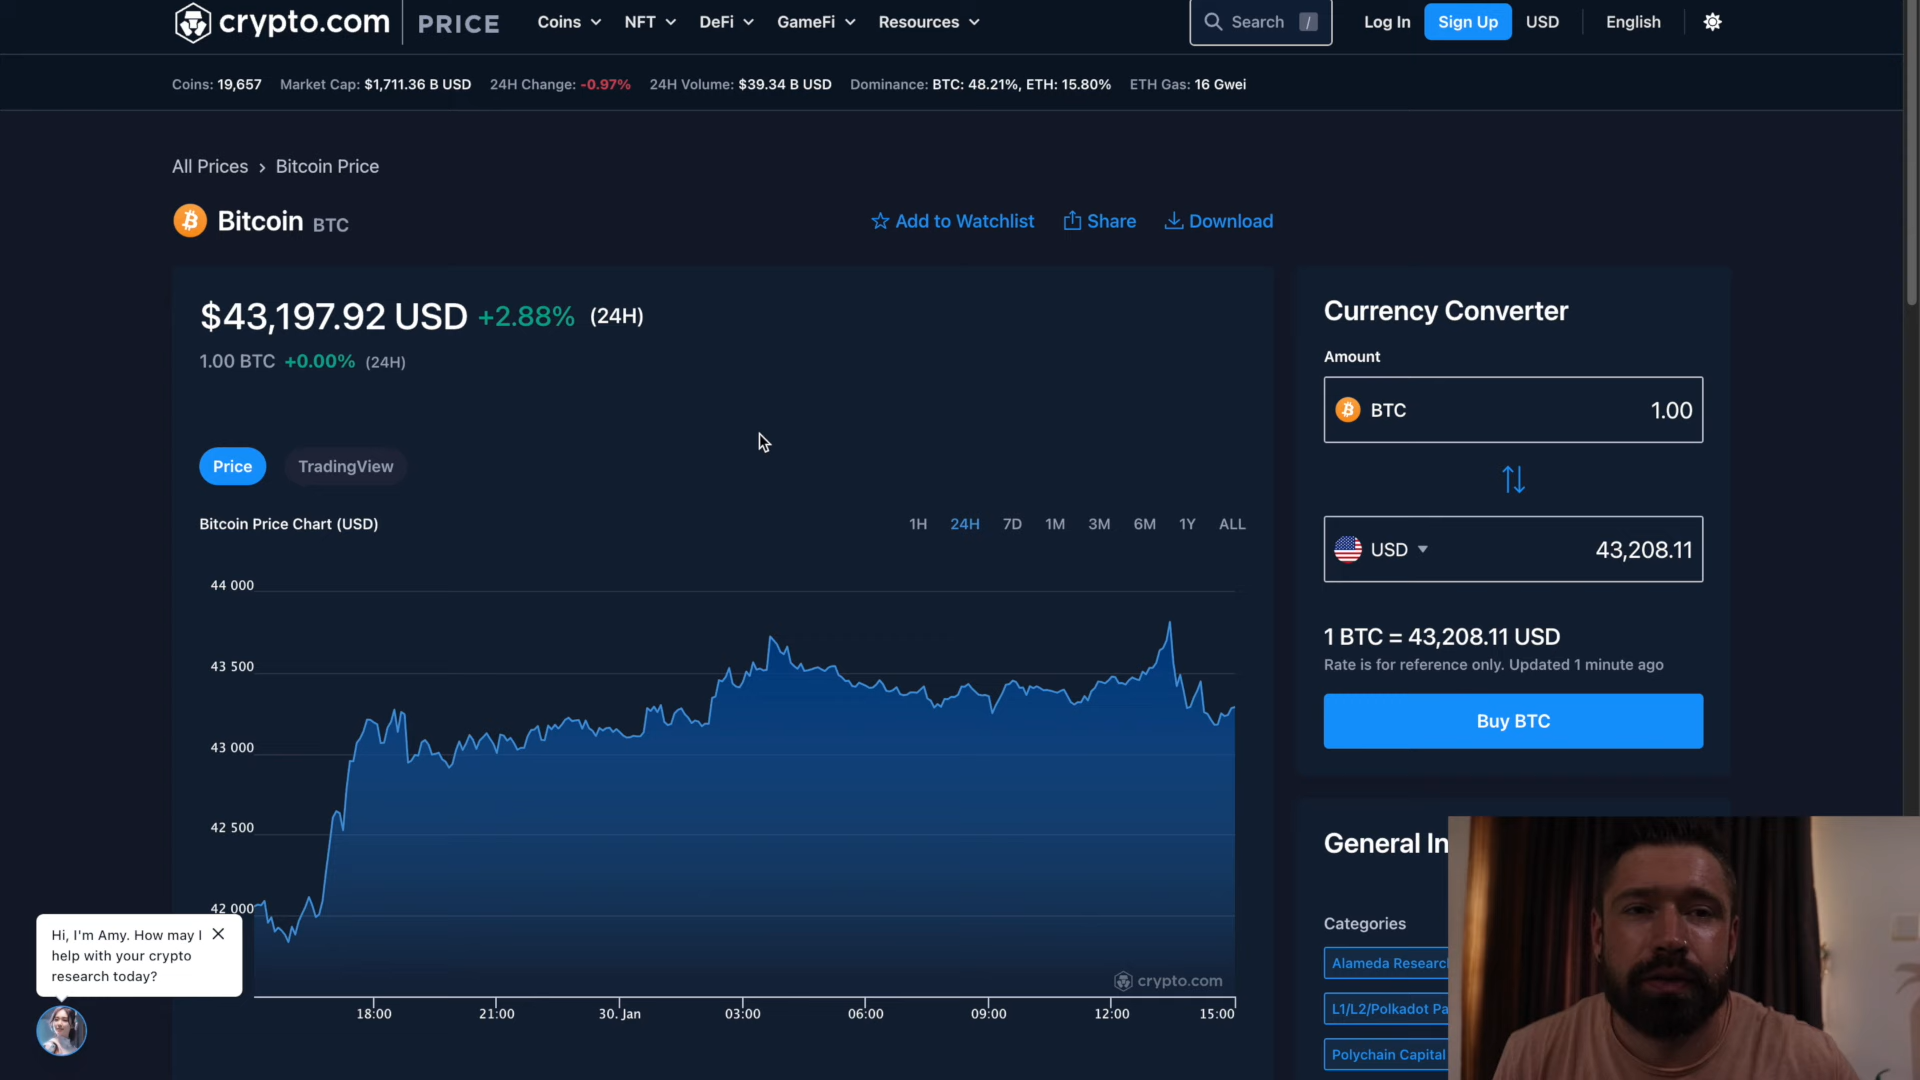 crypto.com PRICE Coins NFT DeFi GameFi Resources Search / Log In Sign Up USD English
Coins: 19,657 Market Cap: $1,711.36 B USD 24H Change: -0.97% 24H Volume: $39.34 B USD Dominance: BTC: 48.21%, ETH: 15.80% ETH Gas: 16 Gwei
All Prices > Bitcoin Price
Bitcoin BTC Add to Watchlist Share Download
$43,197.92 USD +2.88% (24H)
1.00 BTC +0.00% (24H)
Price TradingView
Bitcoin Price Chart (USD) 1H 24H 7D 1M 3M 6M 1Y ALL
44 000
43 500
43 000
42 500
42 000
crypto.com
18:00 21:00 30. Jan 03:00 06:00 09:00 12:00 15:00
Hi, I'm Amy. How may I
help with your crypto
research today?
Currency Converter
Amount
BTC 1.00
USD 43,208.11
1 BTC = 43,208.11 USD
Rate is for reference only. Updated 1 minute ago
Buy BTC
General In
Categories
Alameda Researc
L1/L2/Polkadot Pa
Polychain Capital